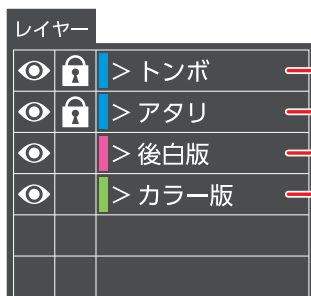 レイヤー
> トンボ
> アタリ
> 後白版
> カラー版